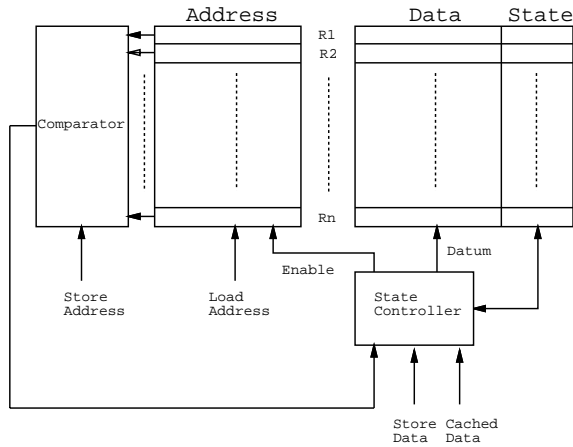 Address Data State
R1
R2
Comparator
Rn
Datum
Enable
Store
Address
Load
Address
State
Controller
Store Cached
Data Data